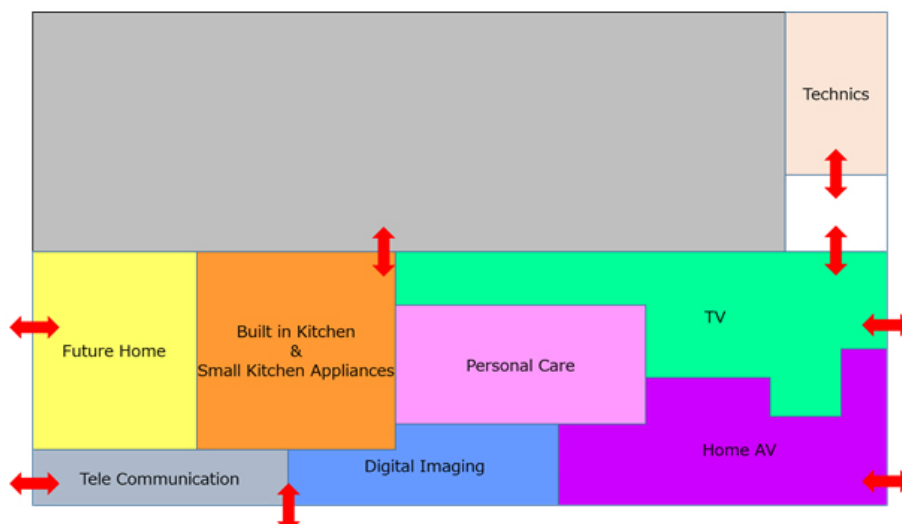 Technics
TV
Built in Kitchen
&
Small Kitchen Appliances
Future Home
Personal Care
Home AV
Digital Imaging
Tele Communication